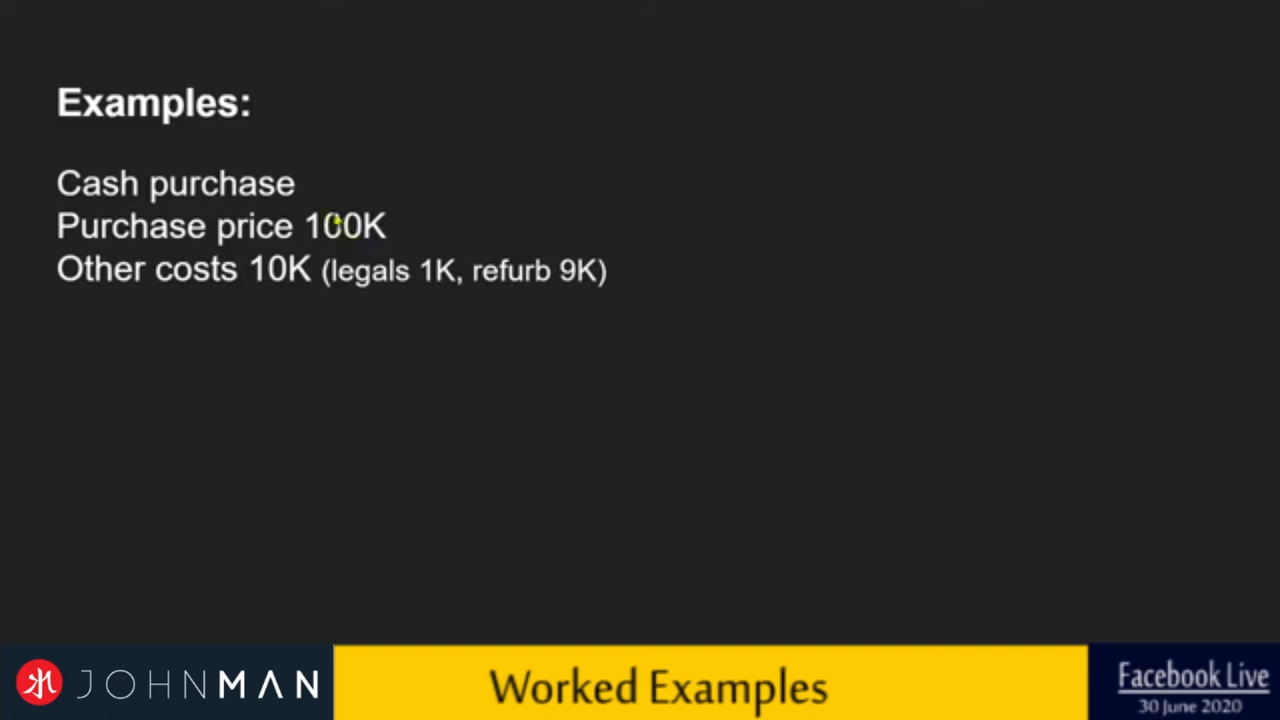 Examples:
Cash purchase
Purchase price 100K
Other costs 10K (legals 1K, refurb 9K)
JOHNMAN
Worked Examples
Facebook Live
30 June 2020